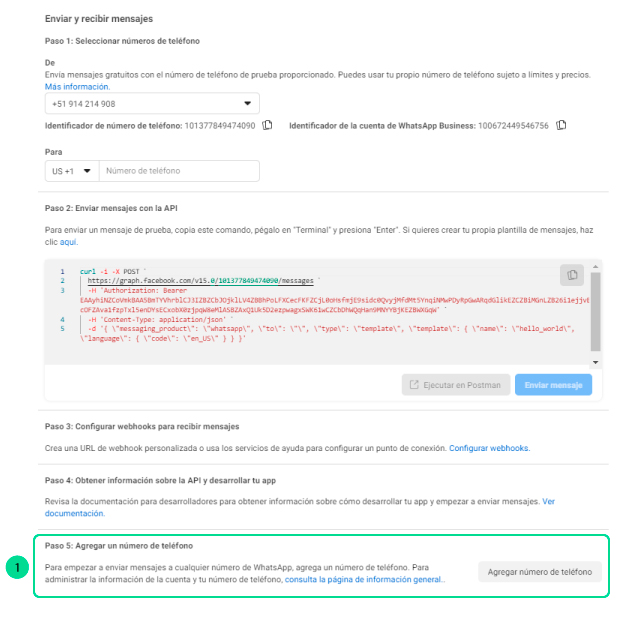 Enviar y recibir mensajes
Paso 1: Seleccionar números de teléfono
De
Envía mensajes gratuitos con el número de teléfono de prueba proporcionado. Puedes usar tu propio número de teléfono sujeto a límites y precios.
Más información.
+51 914 214 908
Identificador de número de teléfono: 101377849474090 Identificador de la cuenta de WhatsApp Business: 100672449546756
Para
US +1 Número de teléfono
Paso 2: Enviar mensajes con la API
Para enviar un mensaje de prueba, copia este comando, pégalo en "Terminal" y presiona "Enter". Si quieres crear tu propia plantilla de mensajes, haz
clic aquí.
1 curl -i -X POST `
2 https://graph.facebook.com/v15.0/101377849474090/messages `
3 -H 'Authorization: Bearer
4 -H 'Content-Type: application/json' `
5 -d '{ \"messaging_product\": \"whatsapp\", \"to\": \"\", \"type\": \"template\", \"template\": { \"name\": \"hello_world\",
\"language\": { \"code\": \"en_US\" } } }'
Ejecutar en Postman Enviar mensaje
Paso 3: Configurar webhooks para recibir mensajes
Crea una URL de webhook personalizada o usa los servicios de ayuda para configurar un punto de conexión. Configurar webhooks.
Paso 4: Obtener información sobre la API y desarrollar tu app
Revisa la documentación para desarrolladores para obtener información sobre cómo desarrollar tu app y empezar a enviar mensajes. Ver
documentación.
Paso 5: Agregar un número de teléfono
1
Para empezar a enviar mensajes a cualquier número de WhatsApp, agrega un número de teléfono. Para
administrar la información de la cuenta y tu número de teléfono, consulta la página de información general..
Agregar número de teléfono